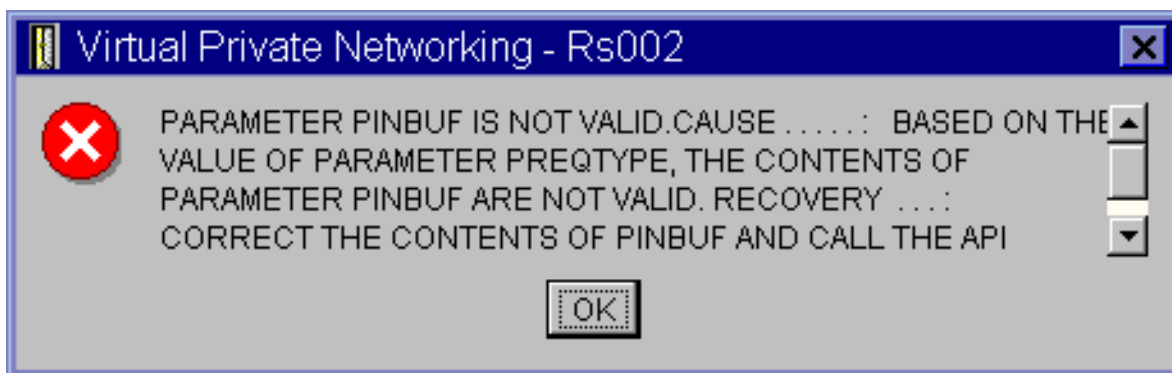 Virtual Private Networking - Rs002
PARAMETER PINBUF IS NOT VALID.CAUSE . . . . . : BASED ON THE
VALUE OF PARAMETER PREQTYPE, THE CONTENTS OF
PARAMETER PINBUF ARE NOT VALID. RECOVERY . . . :
CORRECT THE CONTENTS OF PINBUF AND CALL THE API
OK